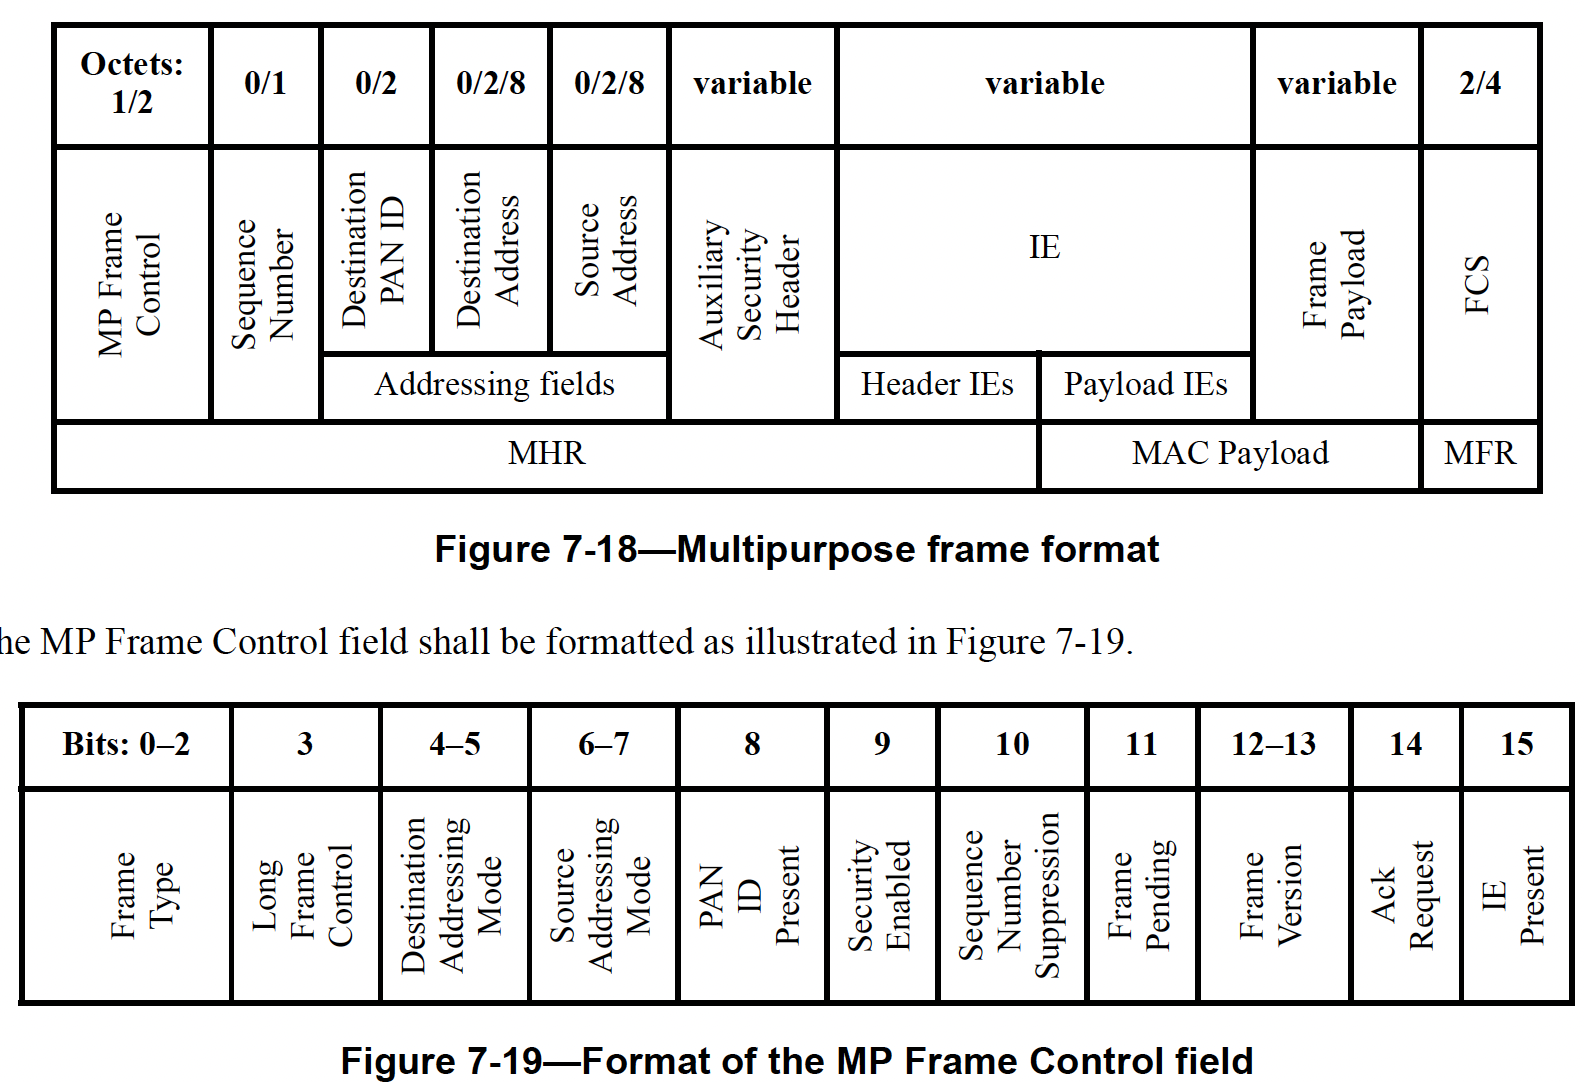 Octets: 1/2 | 0/1 | 0/2 | 0/2/8 | 0/2/8 | variable | variable | variable | 2/4
MP Frame Control | Sequence Number | Destination PAN ID | Destination Address | Source Address | Auxiliary Security Header | IE | Frame Payload | FCS
Addressing fields | Header IEs | Payload IEs
MHR | MAC Payload | MFR
Figure 7-18—Multipurpose frame format
he MP Frame Control field shall be formatted as illustrated in Figure 7-19.
Bits: 0–2 | 3 | 4–5 | 6–7 | 8 | 9 | 10 | 11 | 12–13 | 14 | 15
Frame Type | Long Frame Control | Destination Addressing Mode | Source Addressing Mode | PAN ID Present | Security Enabled | Sequence Number Suppression | Frame Pending | Frame Version | Ack Request | IE Present
Figure 7-19—Format of the MP Frame Control field